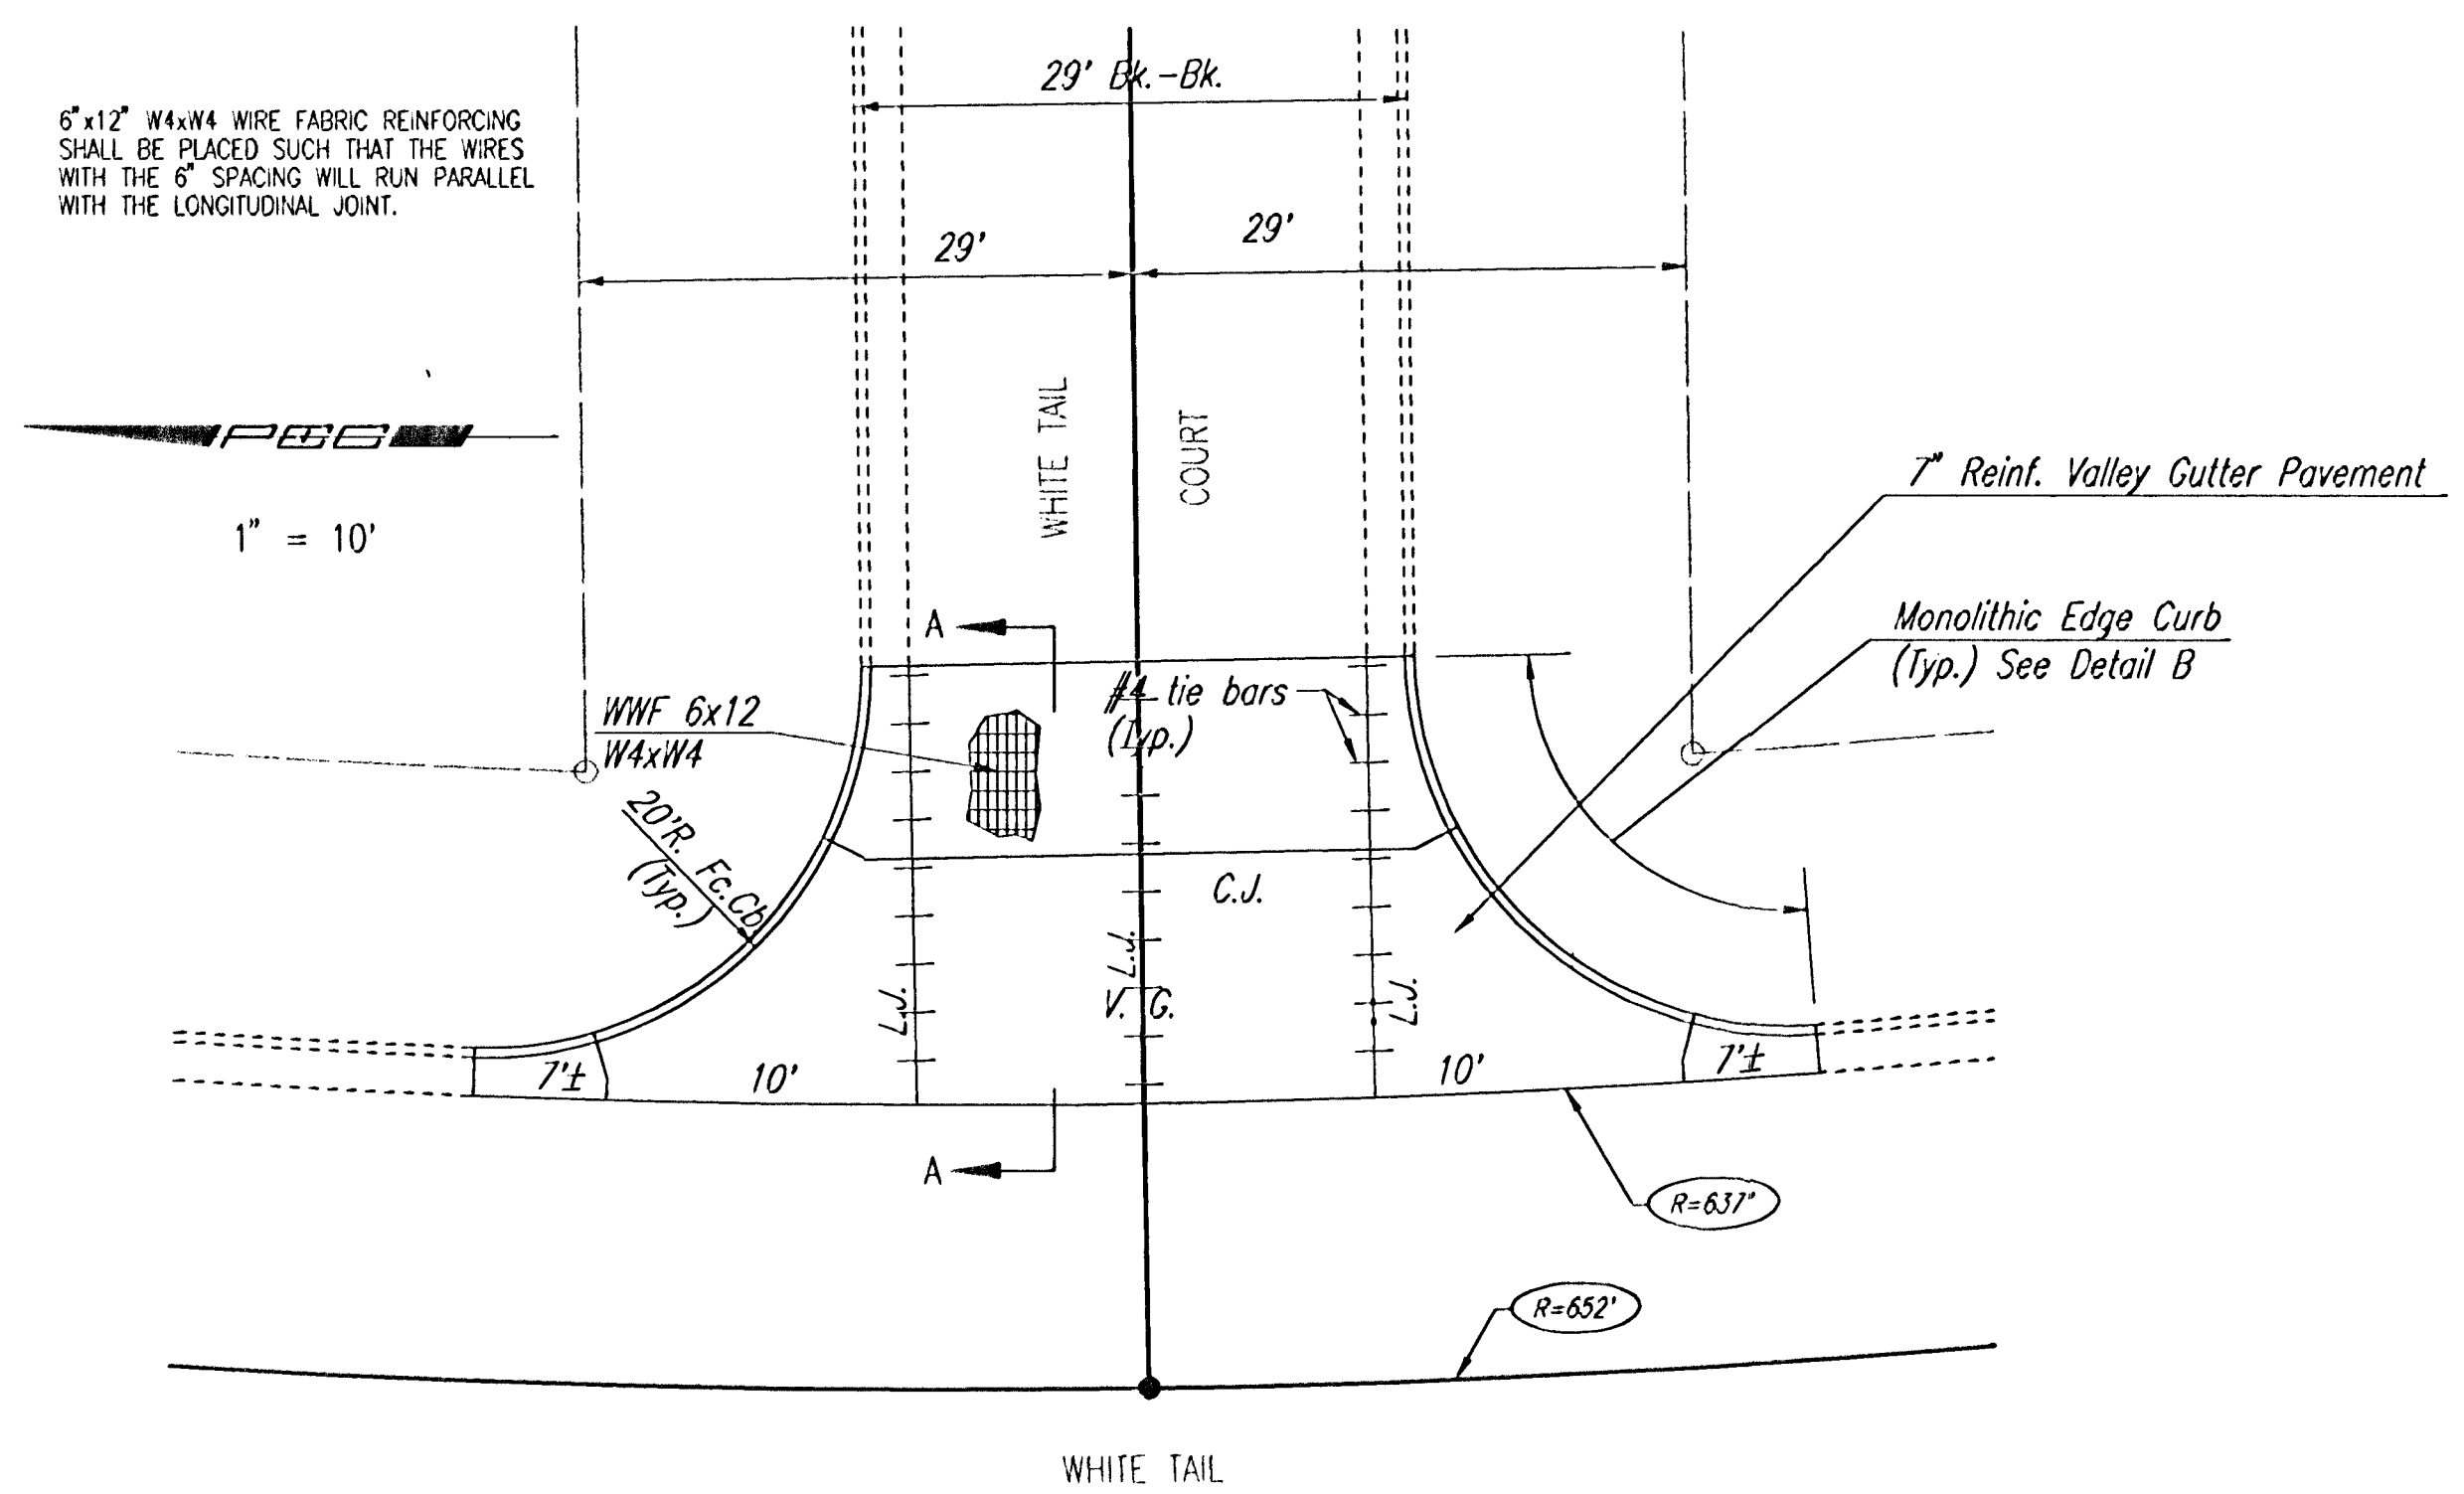 29' Bk.-Bk.
6"x12" W4xW4 WIRE FABRIC REINFORCING
SHALL BE PLACED SUCH THAT THE WIRES
WITH THE 6" SPACING WILL RUN PARALLEL
WITH THE LONGITUDINAL JOINT.
29'
29'
WHITE TAIL
COURT
1" = 10'
7" Reinf. Valley Gutter Pavement
Monolithic Edge Curb
(Typ.) See Detail B
A
#4 tie bars
(Typ.)
WWF 6x12
W4xW4
20'R. Fc.Cb.
(Typ.)
C.J.
L.J.
L.J.
L.J.
V. G.
7'±
10'
10'
7'±
A
R=637'
R=652'
WHITE TAIL